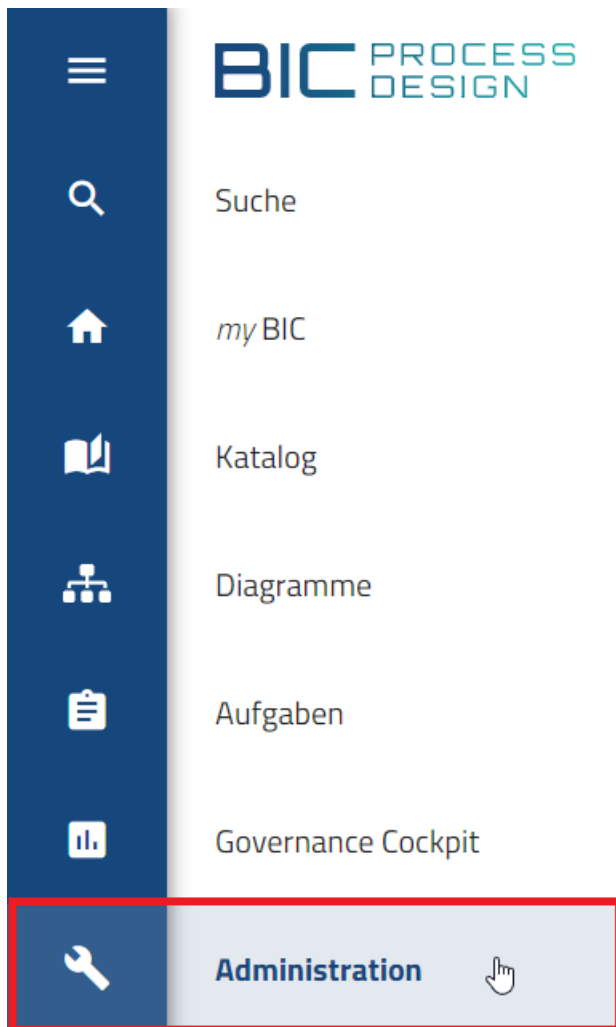 BIC PROCESS
DESIGN
Suche
my BIC
Katalog
Diagramme
Aufgaben
Governance Cockpit
Administration